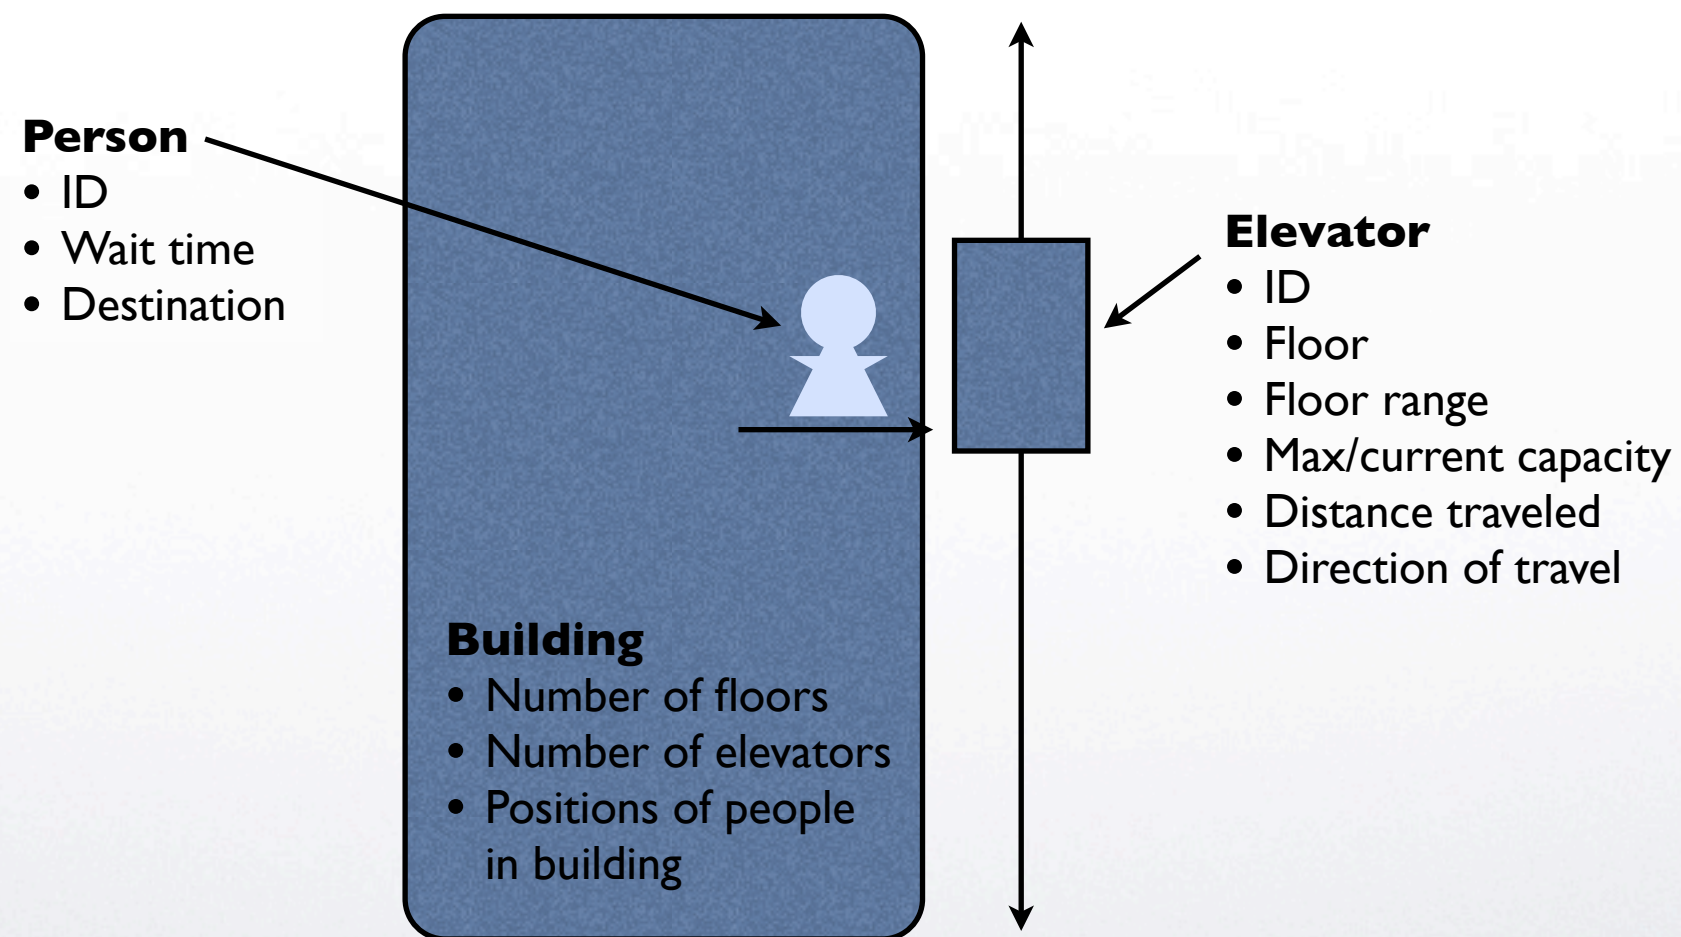 Person
• ID
• Wait time
• Destination
Elevator
• ID
• Floor
• Floor range
• Max/current capacity
• Distance traveled
• Direction of travel
Building
• Number of floors
• Number of elevators
• Positions of people
in building